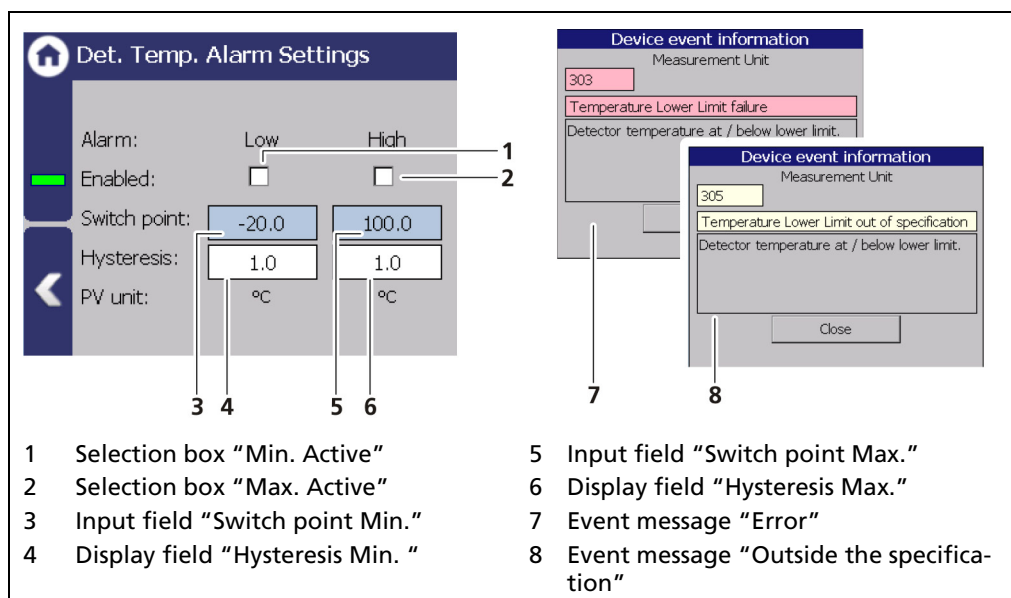 Det. Temp. Alarm Settings
Alarm: Low High
Enabled:
Switch point: -20.0 100.0
Hysteresis: 1.0 1.0
PV unit: ºC ºC
1
2
3 4 5 6
Device event information
Measurement Unit
303
Temperature Lower Limit failure
Detector temperature at / below lower limit.
Device event information
Measurement Unit
305
Temperature Lower Limit out of specification
Detector temperature at / below lower limit.
Close
7 8
1 Selection box “Min. Active”
2 Selection box “Max. Active”
3 Input field “Switch point Min.”
4 Display field “Hysteresis Min. “
5 Input field “Switch point Max.”
6 Display field “Hysteresis Max.”
7 Event message “Error”
8 Event message “Outside the specifica-
tion”